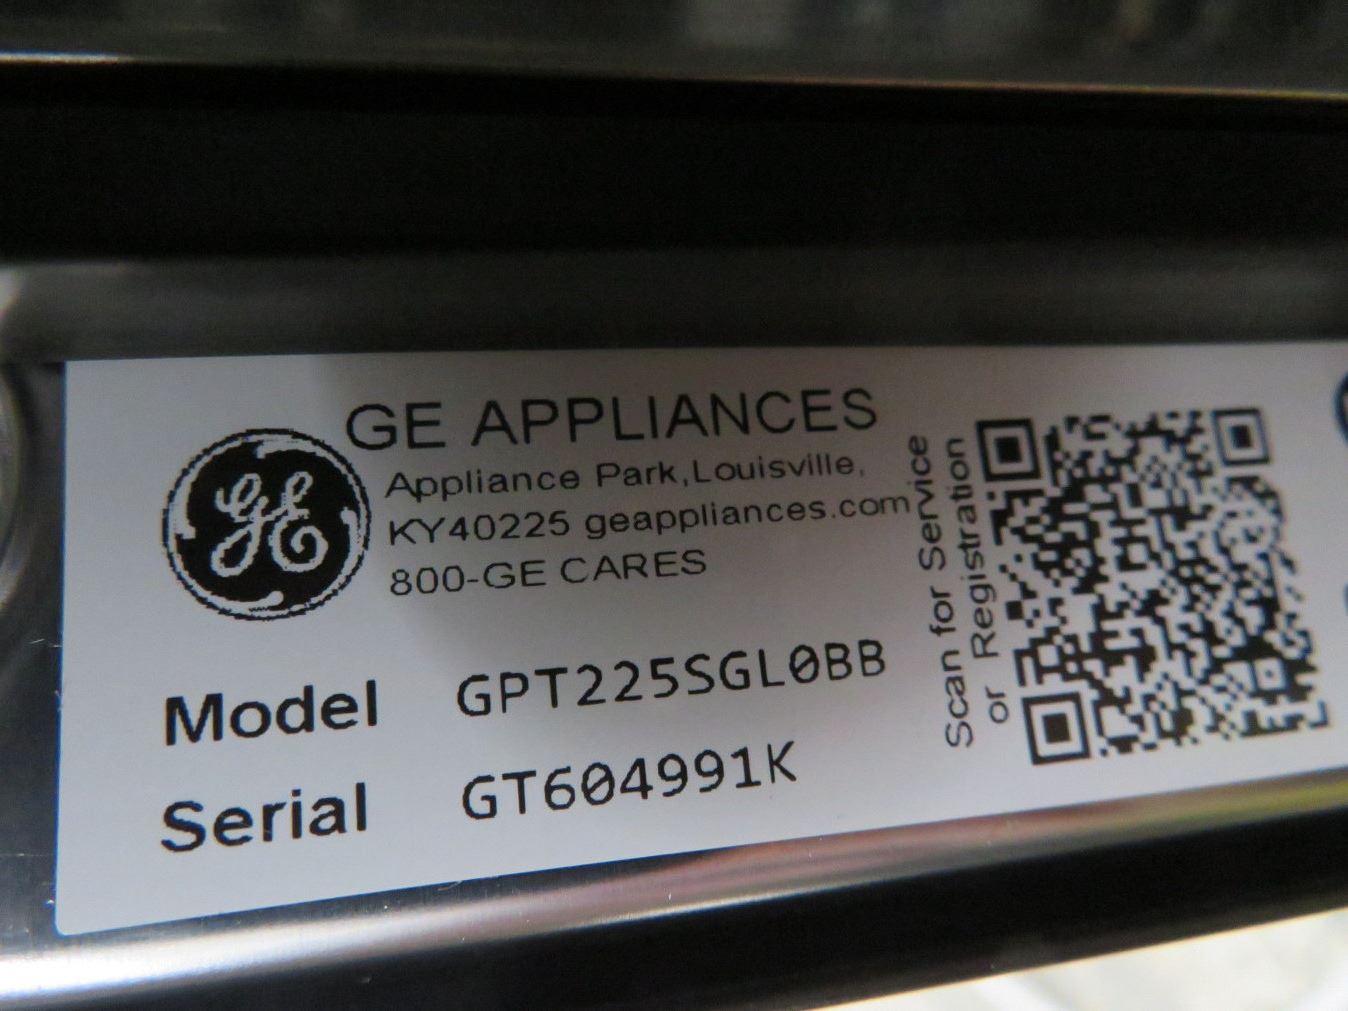 GE APPLIANCES
Appliance Park,Louisville,
KY40225 geappliances.com
800-GE CARES
GE
Model GPT225SGL0BB
Serial GT604991K
Scan for Service
or Registration